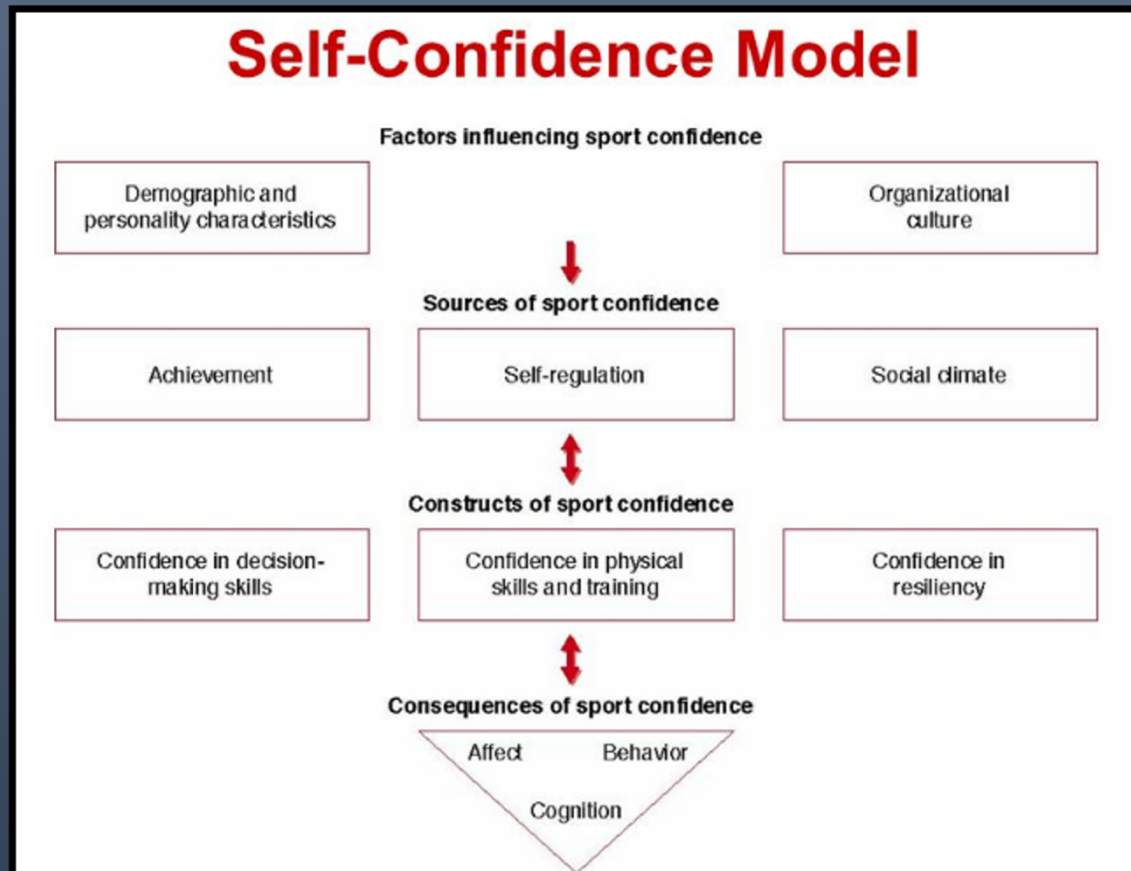 Self-Confidence Model
Factors influencing sport confidence
Demographic and
personality characteristics
Organizational
culture
Sources of sport confidence
Achievement
Self-regulation
Social climate
Constructs of sport confidence
Confidence in decision-
making skills
Confidence in physical
skills and training
Confidence in
resiliency
Consequences of sport confidence
Affect
Behavior
Cognition